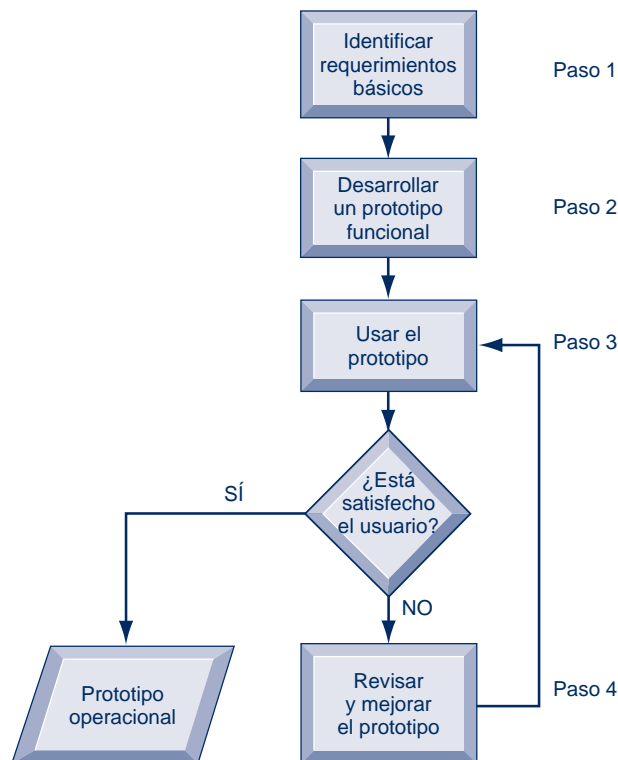 Identificar
requerimientos
básicos
Paso 1
Desarrollar
un prototipo
funcional
Paso 2
Usar el
prototipo
Paso 3
¿Está
satisfecho
el usuario?
SÍ
NO
Prototipo
operacional
Revisar
y mejorar
el prototipo
Paso 4